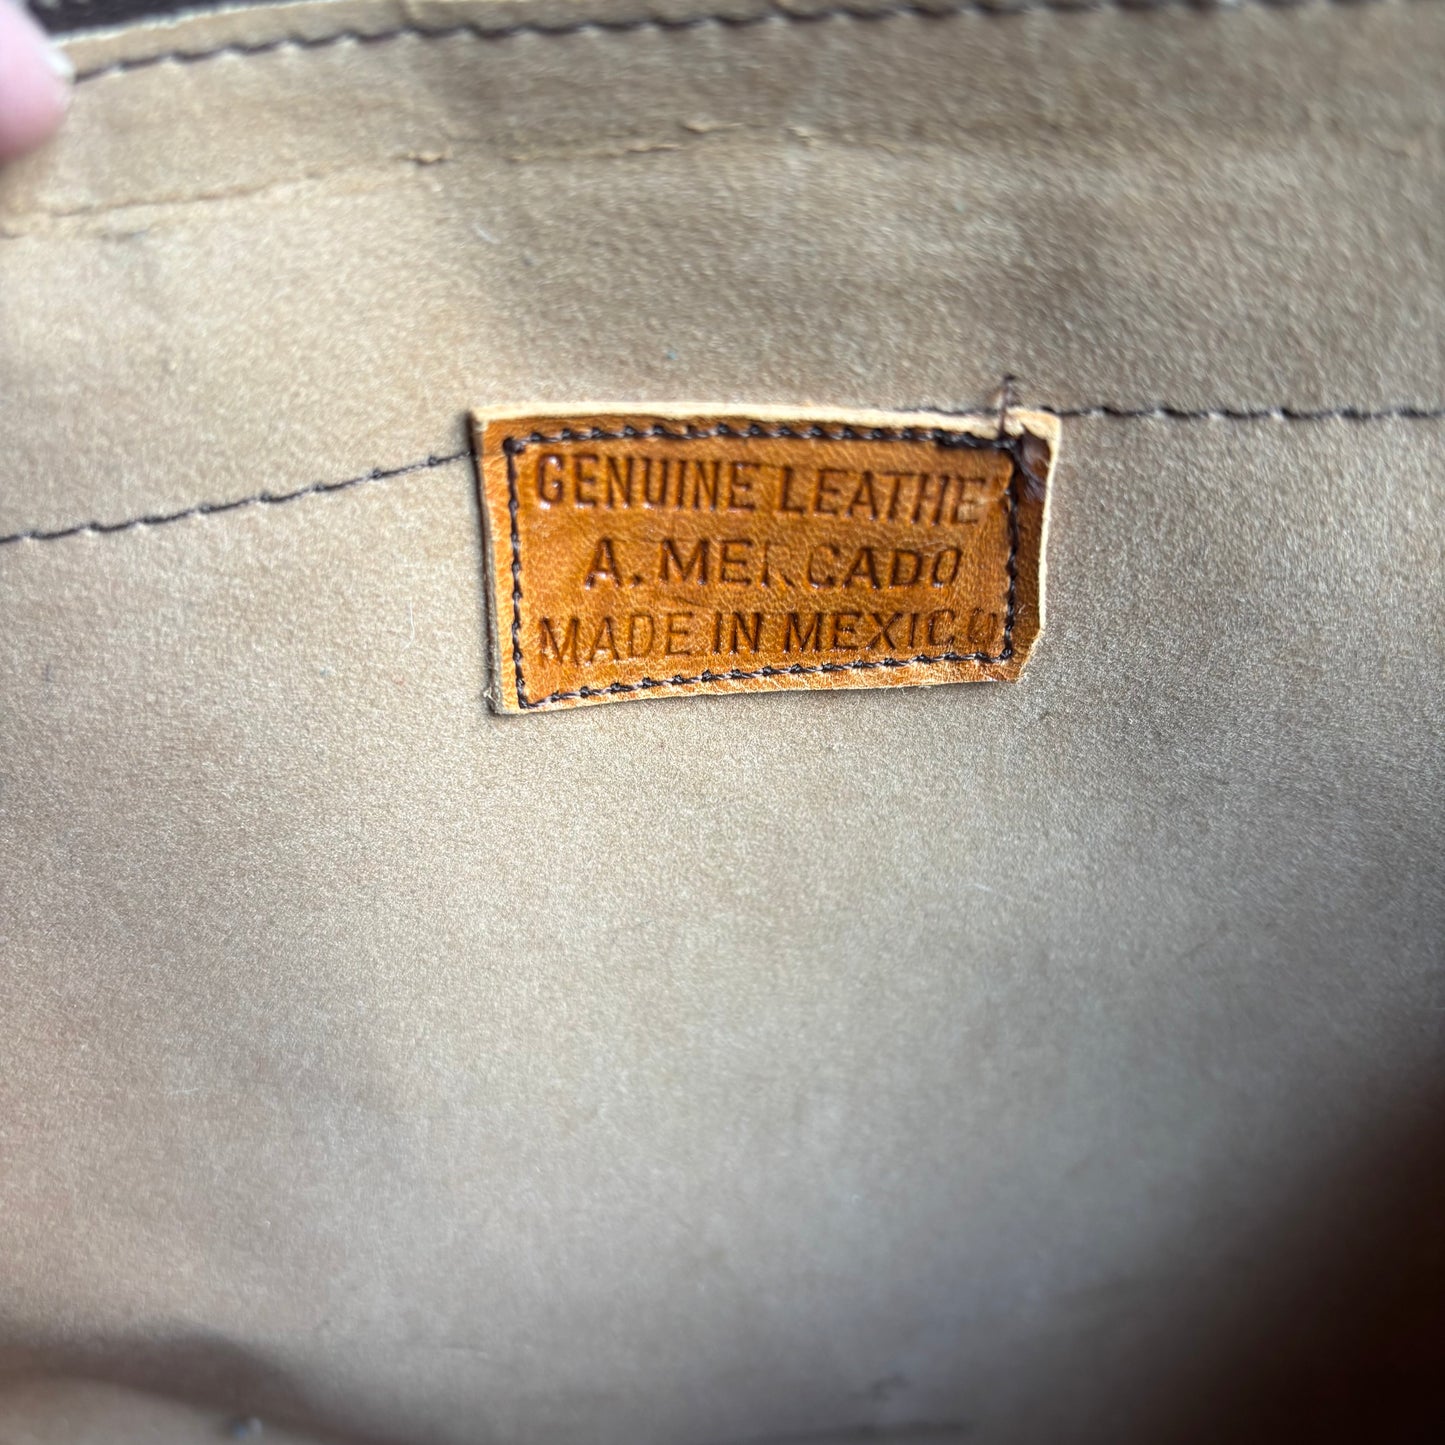 GENUINE LEATHER
A. MERCADO
MADE IN MEXICO